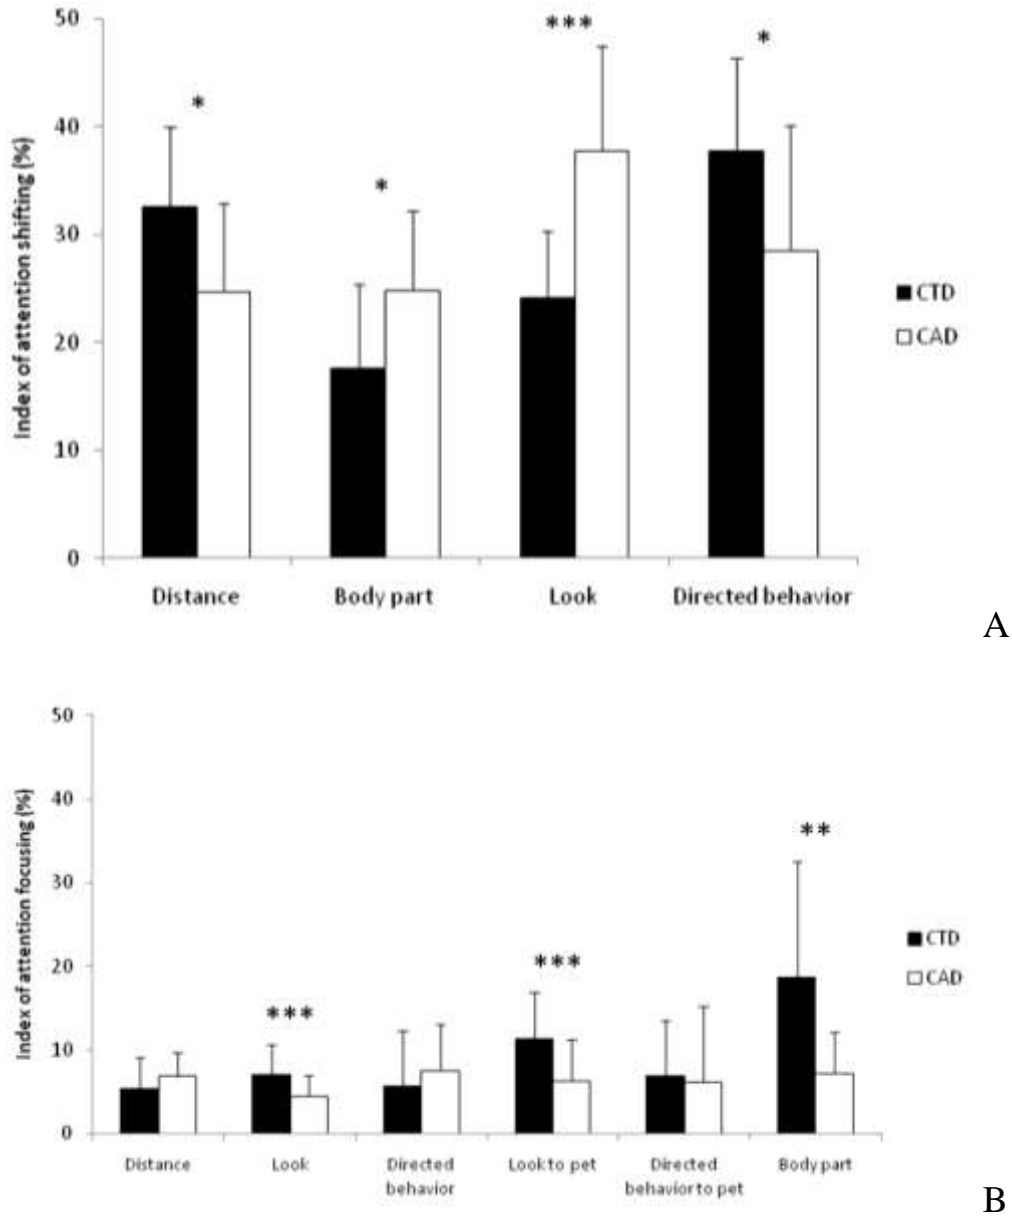 Index of attention shifting (%)
50
40
30
20
10
0
*
*
***
*
Distance Body part Look Directed behavior
CTD
CAD
A
Index of attention focusing (%)
50
40
30
20
10
0
***
***
**
Distance Look Directed Look to pet Directed Body part
behavior behavior to pet
CTD
CAD
B